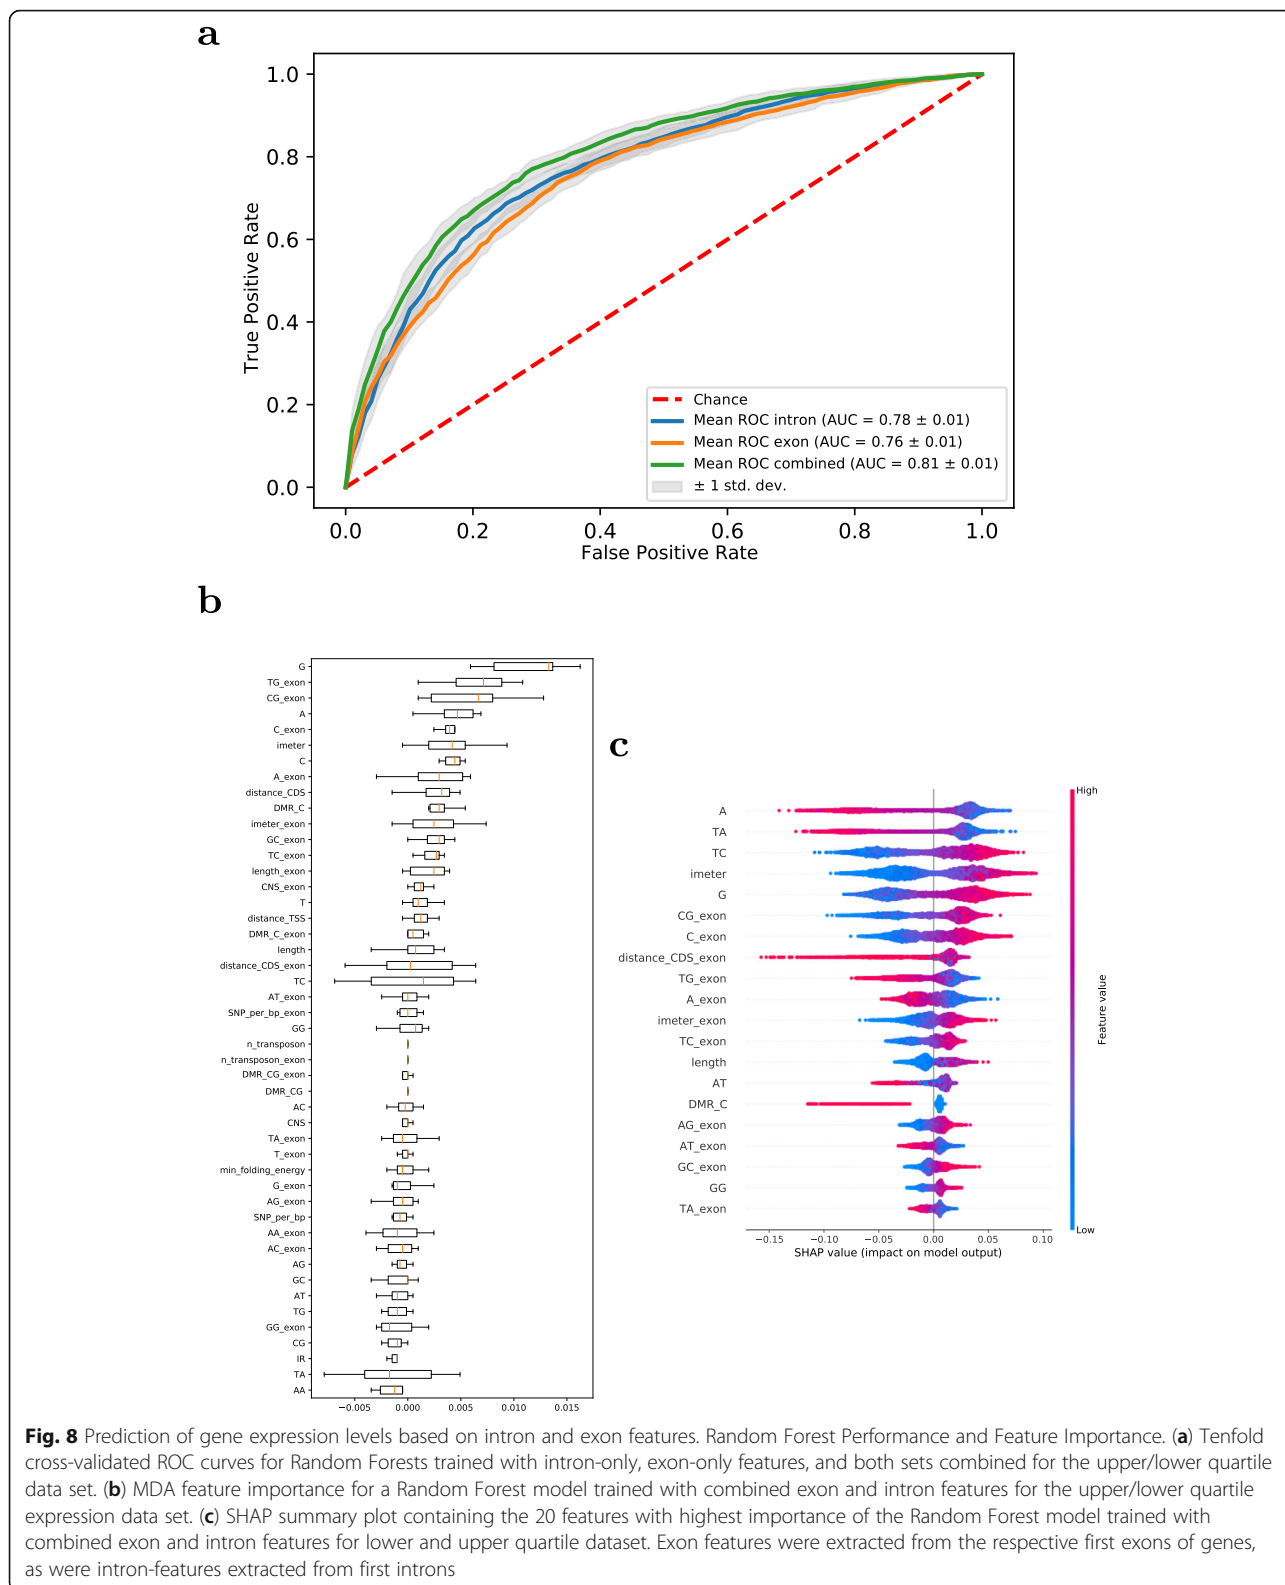 a
1.0
0.8
0.6
0.4
0.2
0.0
True Positive Rate
Chance
Mean ROC intron (AUC = 0.78 ± 0.01)
Mean ROC exon (AUC = 0.76 ± 0.01)
Mean ROC combined (AUC = 0.81 ± 0.01)
± 1 std. dev.
0.0 0.2 0.4 0.6 0.8 1.0
False Positive Rate
b
G
TG_exon
CG_exon
A
C_exon
imeter
C
A_exon
distance_CDS
DMR_C
imeter_exon
GC_exon
TC_exon
length_exon
CNS_exon
T
distance_TSS
DMR_C_exon
length
distance_CDS_exon
TC
AT_exon
SNP_per_bp_exon
GG
n_transposon
n_transposon_exon
DMR_CG_exon
DMR_CG
AC
CNS
TA_exon
T_exon
min_folding_energy
G_exon
AG_exon
SNP_per_bp
AA_exon
AC_exon
AG
GC
AT
TG
GG_exon
CG
IR
TA
AA
−0.005 0.000 0.005 0.010 0.015
c
A
TA
TC
imeter
G
CG_exon
C_exon
distance_CDS_exon
TG_exon
A_exon
imeter_exon
TC_exon
length
AT
DMR_C
AG_exon
AT_exon
GC_exon
GG
TA_exon
−0.15 −0.10 −0.05 0.00 0.05 0.10
SHAP value (impact on model output)
High
Feature value
Low
Fig. 8 Prediction of gene expression levels based on intron and exon features. Random Forest Performance and Feature Importance. (a) Tenfold
cross-validated ROC curves for Random Forests trained with intron-only, exon-only features, and both sets combined for the upper/lower quartile
data set. (b) MDA feature importance for a Random Forest model trained with combined exon and intron features for the upper/lower quartile
expression data set. (c) SHAP summary plot containing the 20 features with highest importance of the Random Forest model trained with
combined exon and intron features for lower and upper quartile dataset. Exon features were extracted from the respective first exons of genes,
as were intron-features extracted from first introns